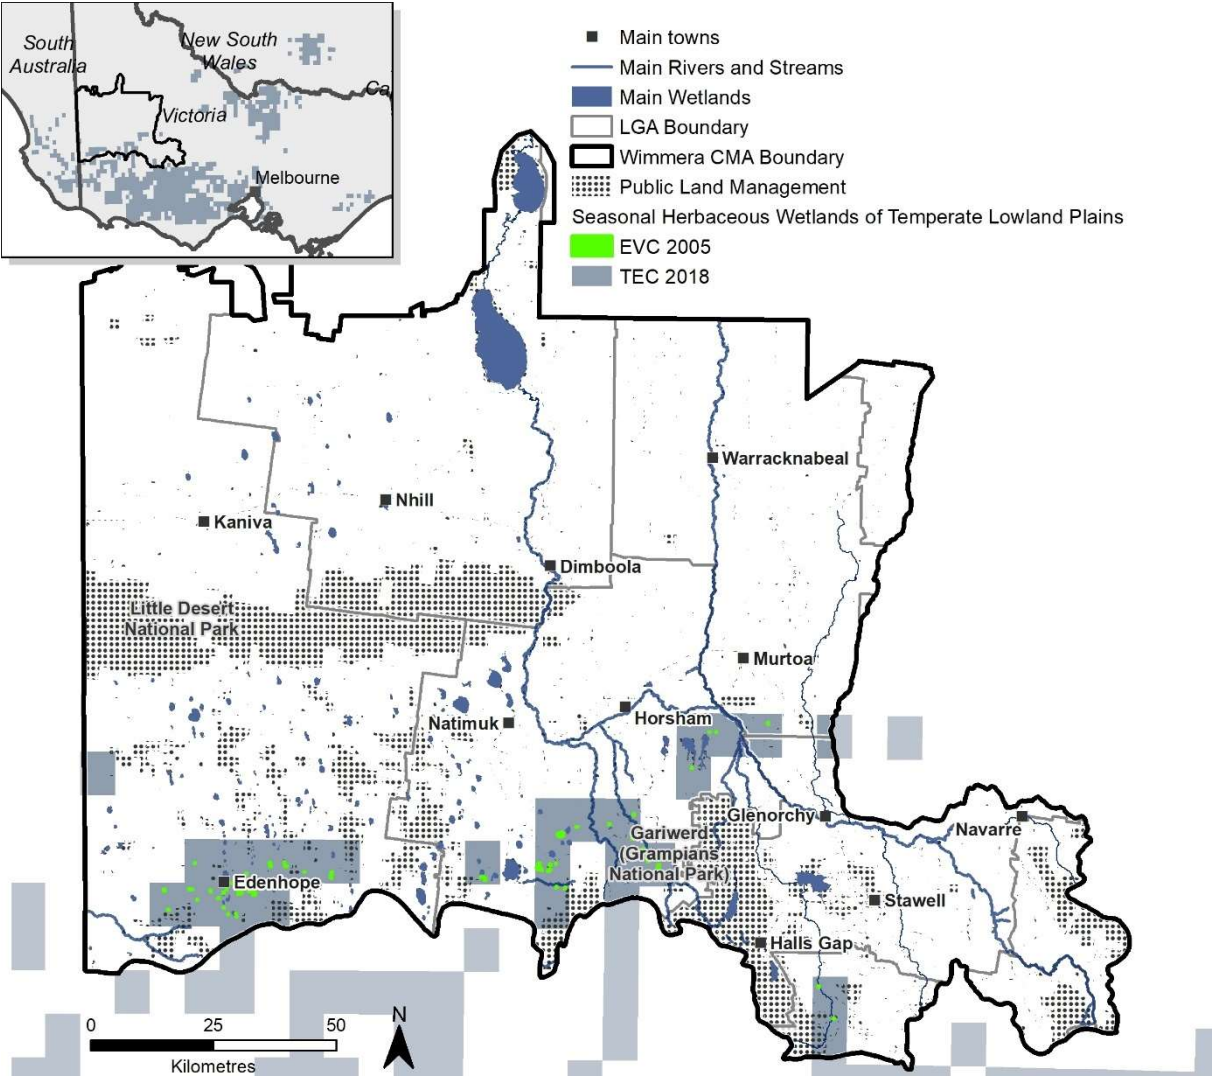 South
Australia
New South
Wales
Ca
Victoria
Melbourne
Main towns
Main Rivers and Streams
Main Wetlands
LGA Boundary
Wimmera CMA Boundary
Public Land Management
Seasonal Herbaceous Wetlands of Temperate Lowland Plains
EVC 2005
TEC 2018
Warracknabeal
Nhill
Kaniva
Dimboola
Little Desert
National Park
Murtoa
Horsham
Natimuk
Glenorchy
Navarre
Gariwerd
(Grampians
National Park)
Edenhope
Stawell
Halls Gap
0 25 50
Kilometres
N